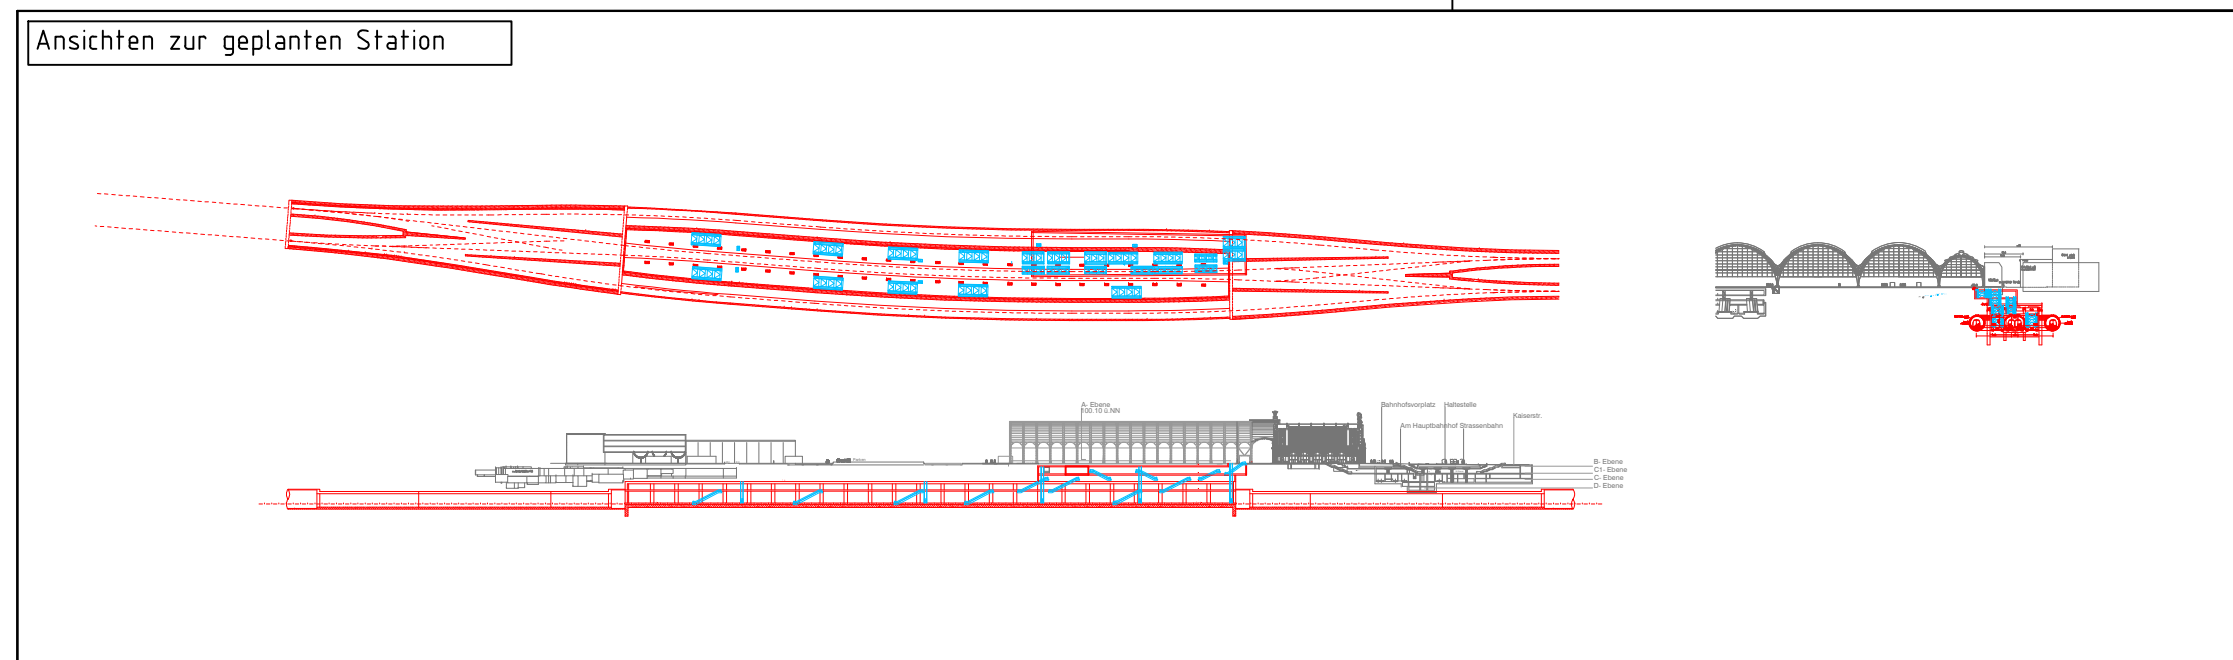 Ansichten zur geplanten Station
A- Ebene
100.10 ü.NN
Bahnhofsvorplatz
Haltestelle
Kaiserstr.
Am Hauptbahnhof
Strassenbahn
B- Ebene
C1- Ebene
C- Ebene
D- Ebene